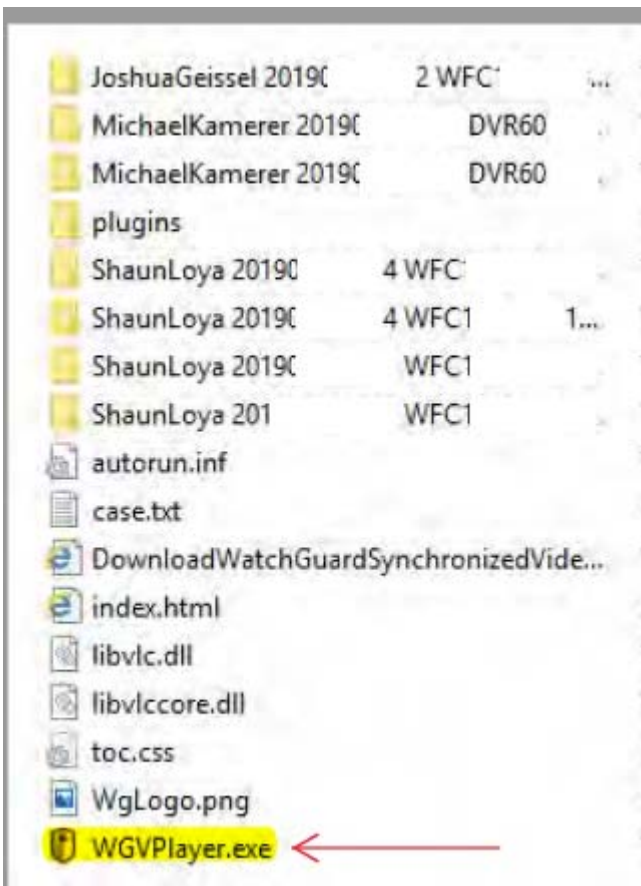 JoshuaGeissel 2019 2 WFC ...
MichaelKamerer 2019 DVR60
MichaelKamerer 2019 DVR60
plugins
ShaunLoya 20190 4 WFC
ShaunLoya 2019 4 WFC1 1...
ShaunLoya 2019 WFC1
ShaunLoya 201 WFC1
autorun.inf
case.txt
DownloadWatchGuardSynchronizedVide...
index.html
libvlc.dll
libvlccore.dll
toc.css
WgLogo.png
WGVPlayer.exe